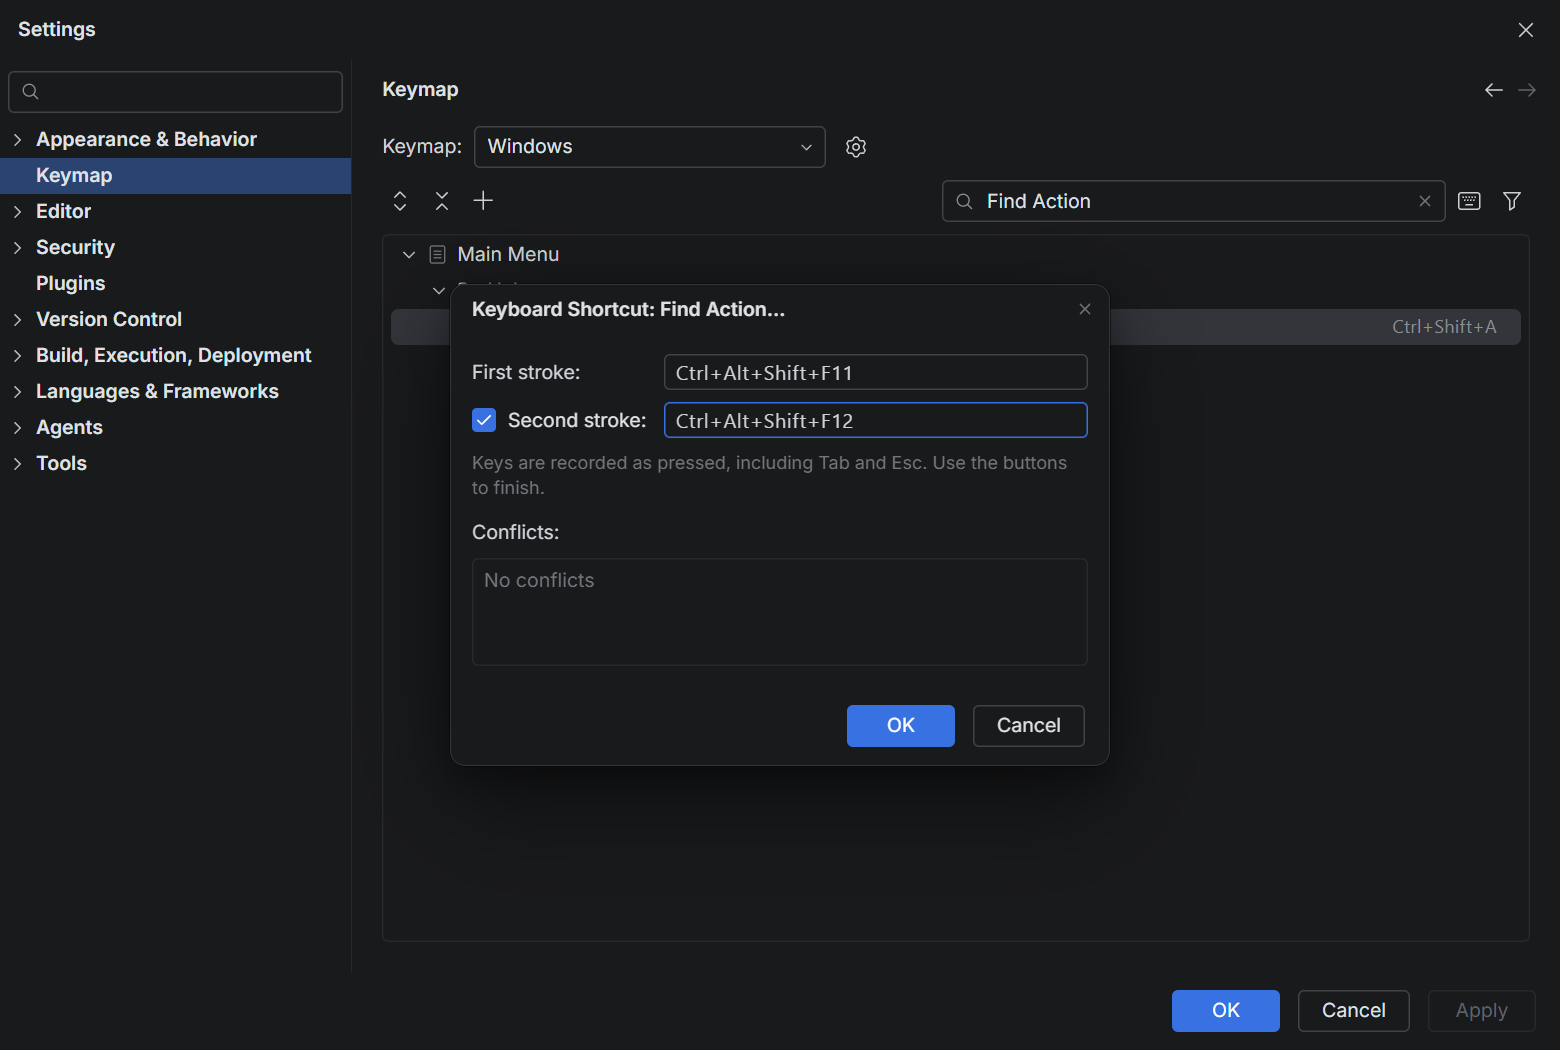 Settings
Keymap
Keymap: Windows
Find Action
Appearance & Behavior
Keymap
Editor
Security
Plugins
Version Control
Build, Execution, Deployment
Languages & Frameworks
Agents
Tools
Main Menu
Ctrl+Shift+A
Keyboard Shortcut: Find Action...
First stroke: Ctrl+Alt+Shift+F11
Second stroke: Ctrl+Alt+Shift+F12
Keys are recorded as pressed, including Tab and Esc. Use the buttons
to finish.
Conflicts:
No conflicts
OK Cancel
OK Cancel Apply